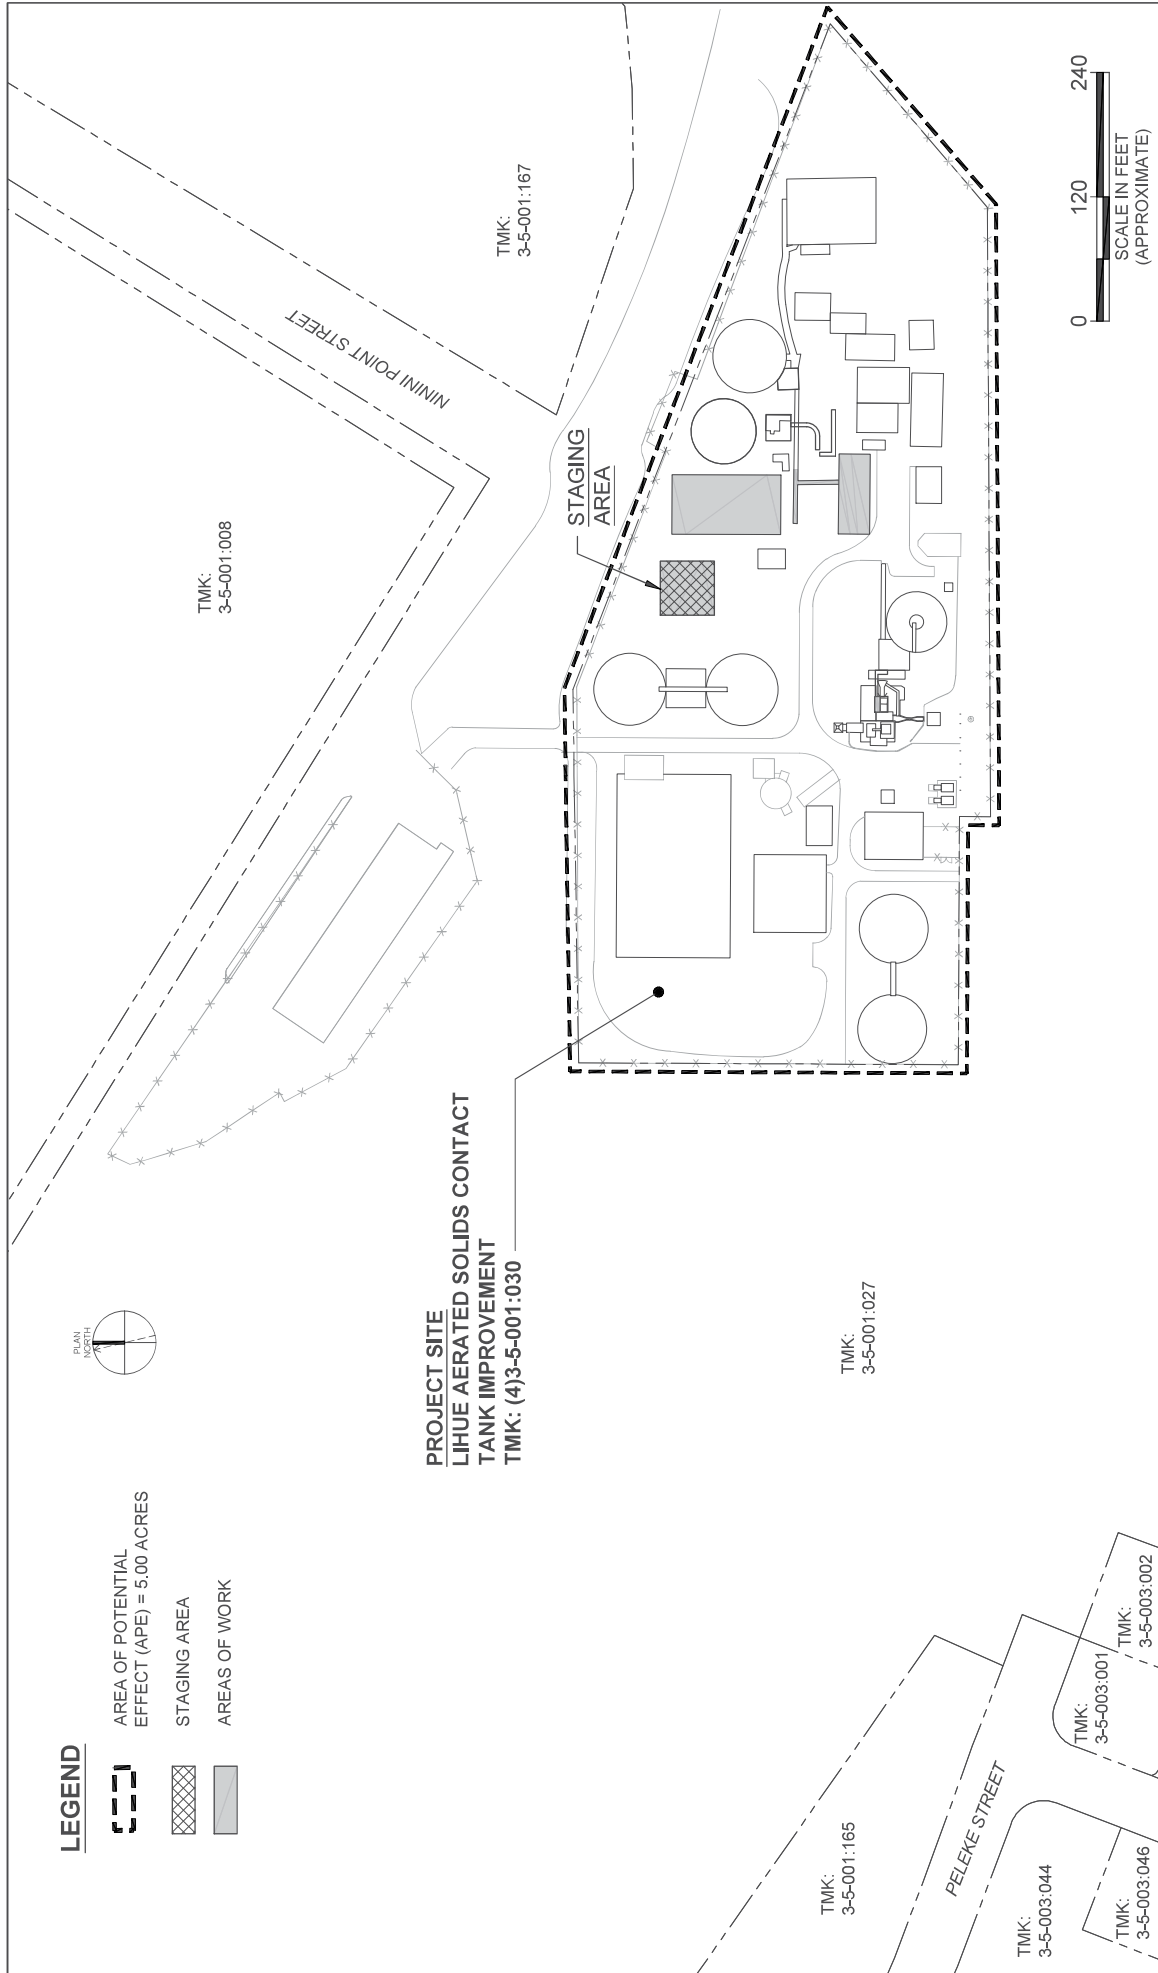 LEGEND
AREA OF POTENTIAL
EFFECT (APE) = 5.00 ACRES
STAGING AREA
AREAS OF WORK
PLAN
NORTH
TMK:
3-5-001:008
NININI POINT STREET
TMK:
3-5-001:167
PROJECT SITE
LIHUE AERATED SOLIDS CONTACT
TANK IMPROVEMENT
TMK: (4)3-5-001:030
STAGING
AREA
TMK:
3-5-001:027
TMK:
3-5-001:165
PELEKE STREET
TMK:
3-5-003:044
TMK:
3-5-003:046
TMK:
3-5-003:001
TMK:
3-5-003:002
0 120 240
SCALE IN FEET
(APPROXIMATE)